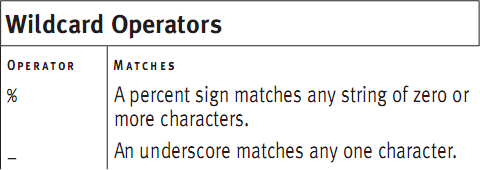 Wildcard Operators
OPERATOR MATCHES
% A percent sign matches any string of zero or
more characters.
_ An underscore matches any one character.